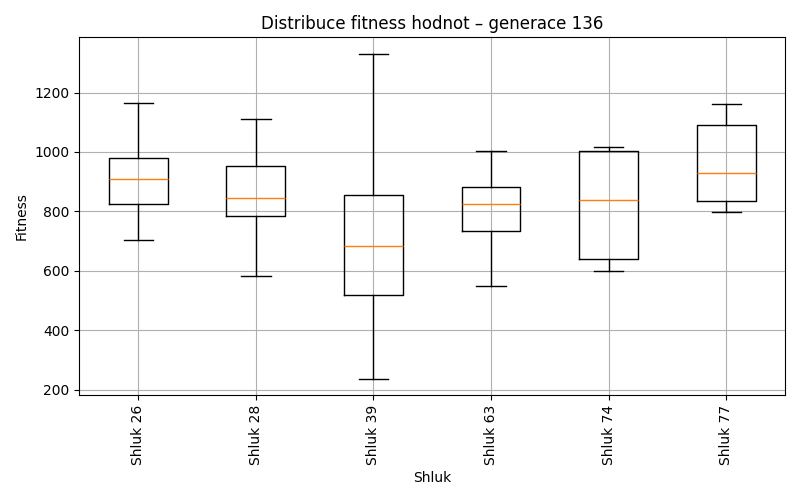 Distribuce fitness hodnot – generace 136
Fitness
1200
1000
800
600
400
200
Shluk 26
Shluk 28
Shluk 39
Shluk 63
Shluk 74
Shluk 77
Shluk